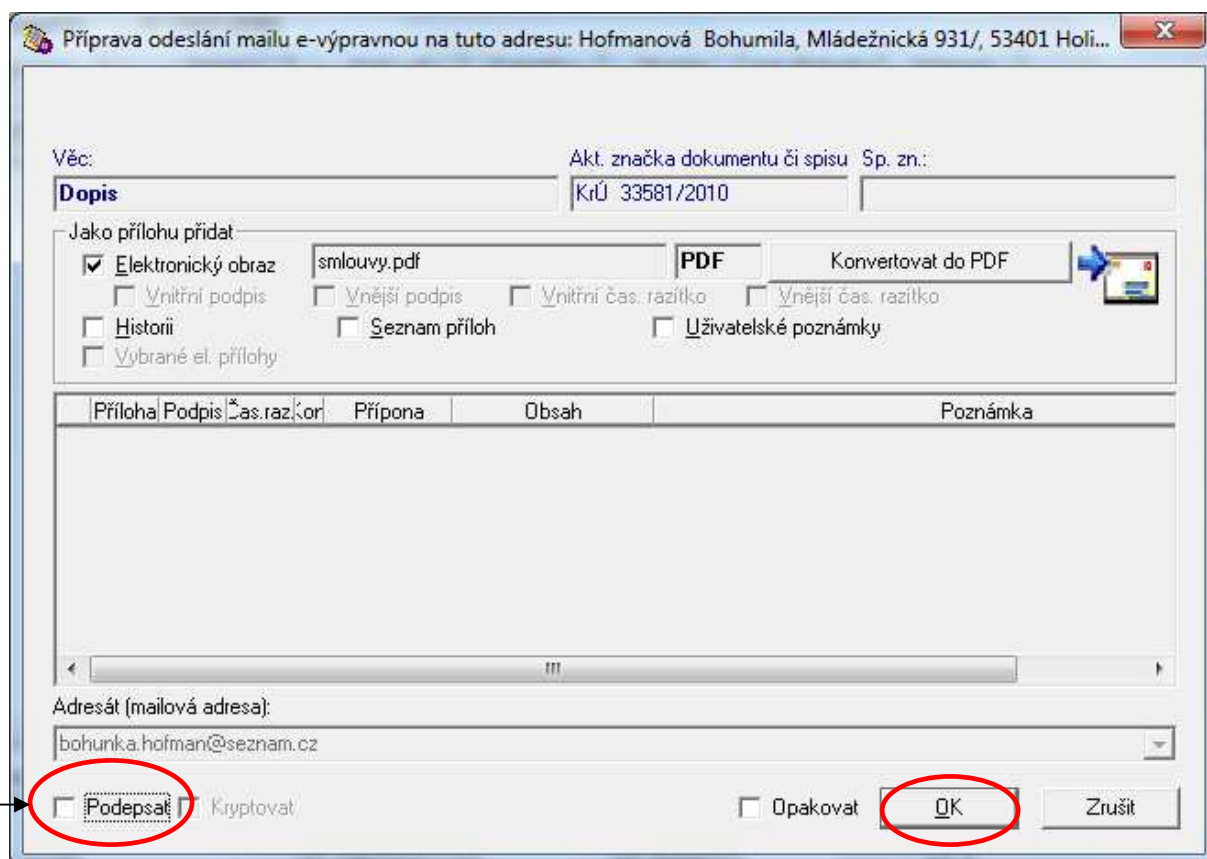 Příprava odeslání mailu e-výpravnou na tuto adresu: Hofmanová Bohumila, Mládežnická 931/, 53401 Holi...
Věc: Akt. značka dokumentu či spisu Sp. zn.:
Dopis KrÚ 33581/2010
Jako přílohu přidat
Elektronický obraz smlouvy.pdf PDF Konvertovat do PDF
Vnitřní podpis Vnější podpis Vnitřní čas. razítko Vnější čas. razítko
Historii Seznam příloh Uživatelské poznámky
Vybrané el. přílohy
Příloha Podpis Čas.raz. Kon Přípona Obsah Poznámka
Adresát (mailová adresa):
bohunka.hofman@seznam.cz
Podepsat Kryptovat Opakovat OK Zrušit